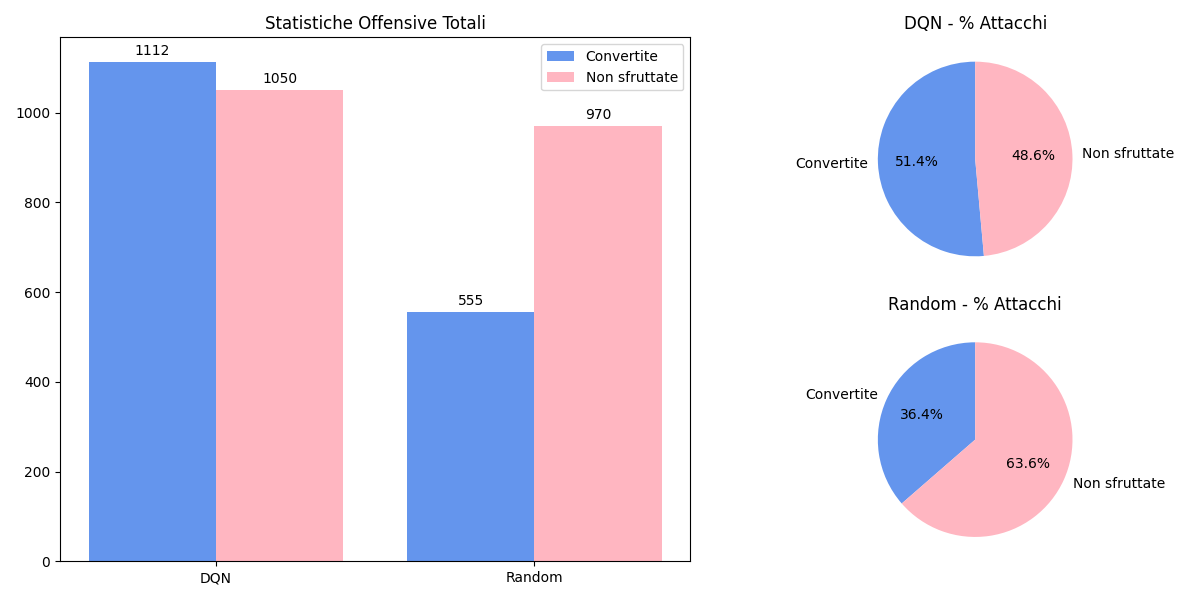 Statistiche Offensive Totali
1112
1050
555
970
Convertite
Non sfruttate
0
200
400
600
800
1000
DQN
Random
DQN - % Attacchi
Convertite
51.4%
48.6%
Non sfruttate
Random - % Attacchi
Convertite
36.4%
63.6%
Non sfruttate